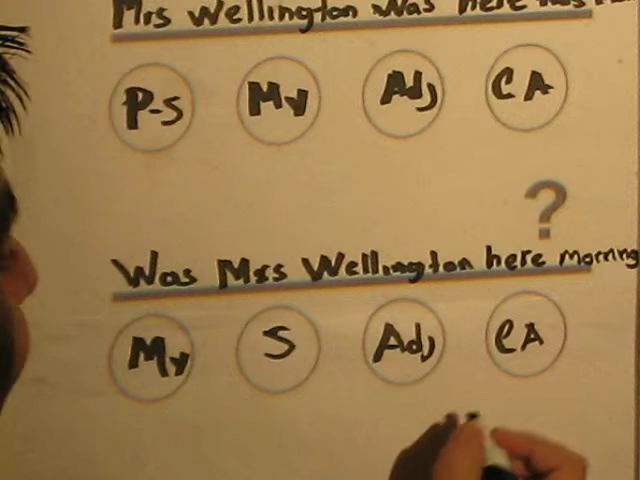 Mrs Wellington was here
P-S Mv Adj CA
?
Was Mrs Wellington here morning
Mv S Adj CA